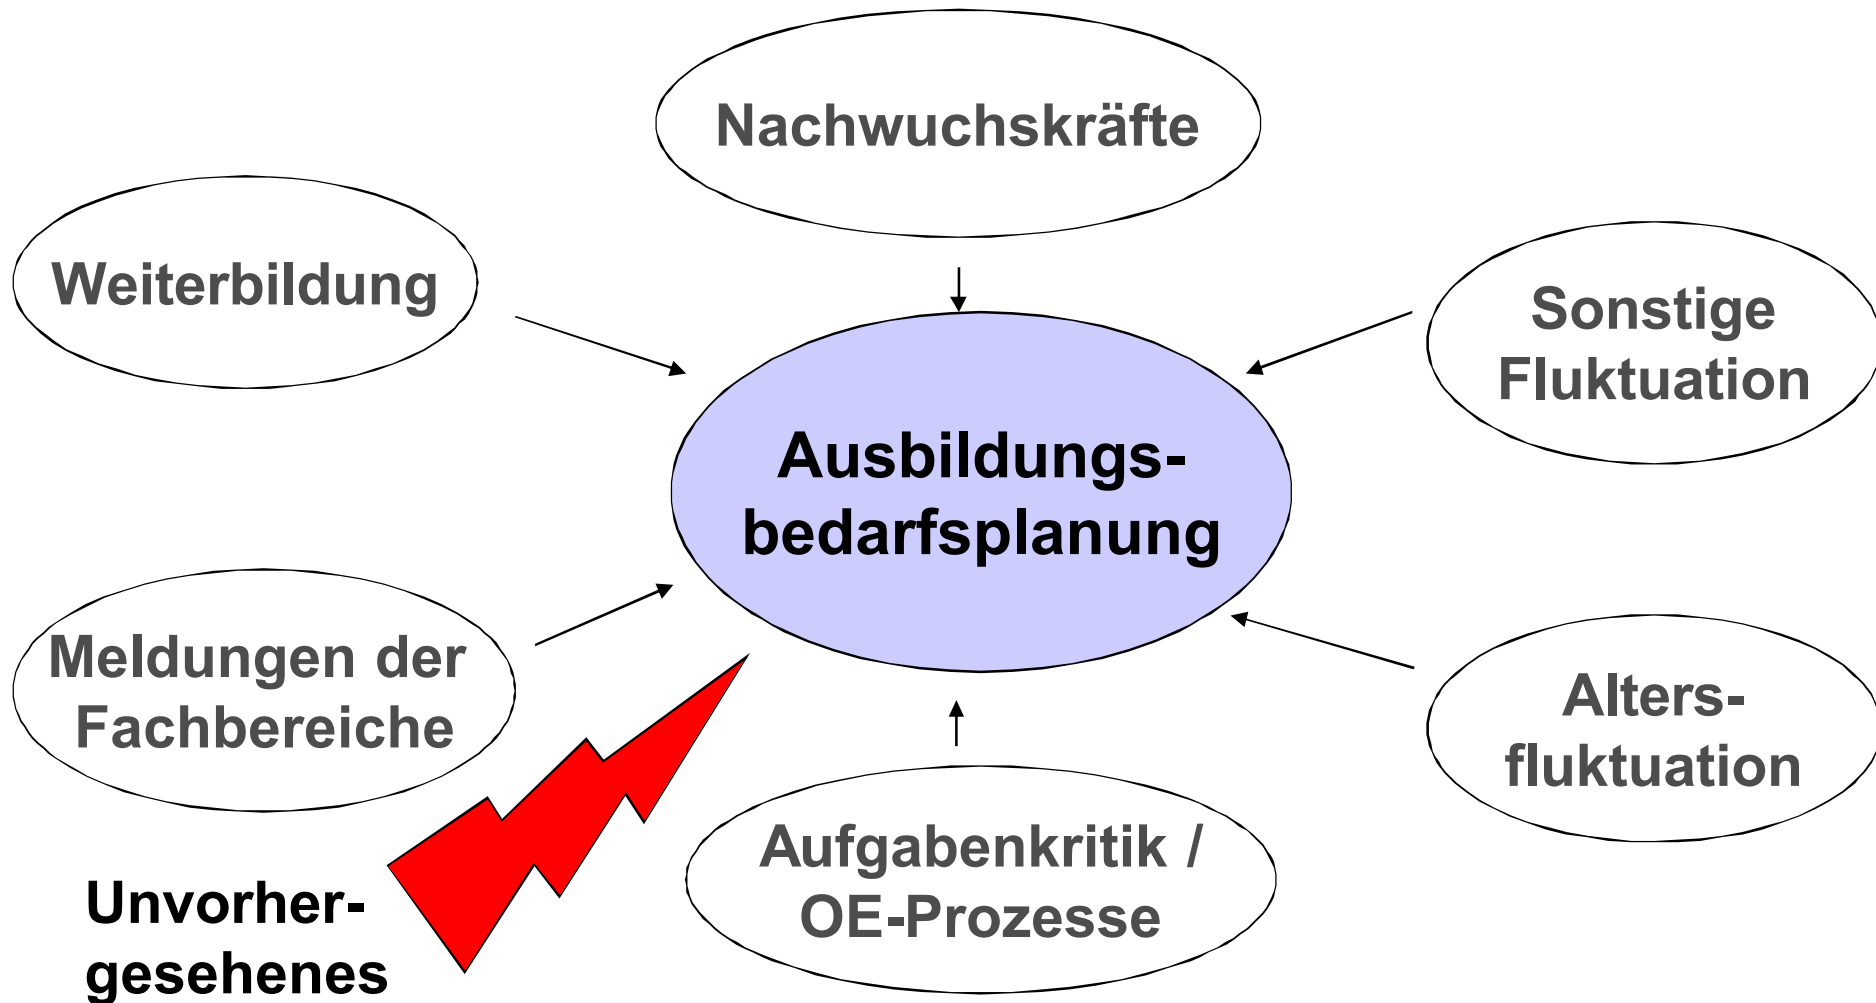 Nachwuchskräfte
Weiterbildung
Sonstige
Fluktuation
Ausbildungs-
bedarfsplanung
Meldungen der
Fachbereiche
Alters-
fluktuation
Aufgabenkritik /
OE-Prozesse
Unvorher-
gesehenes